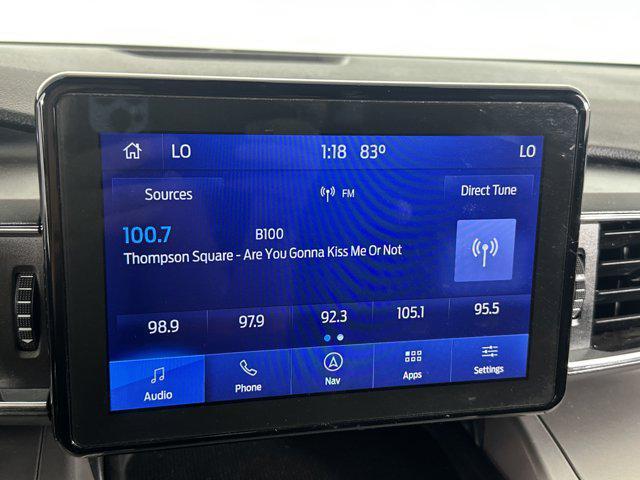 LO 1:18 83º LO
Sources FM Direct Tune
100.7 B100
Thompson Square - Are You Gonna Kiss Me Or Not
98.9 97.9 92.3 105.1 95.5
Audio Phone Nav Apps Settings